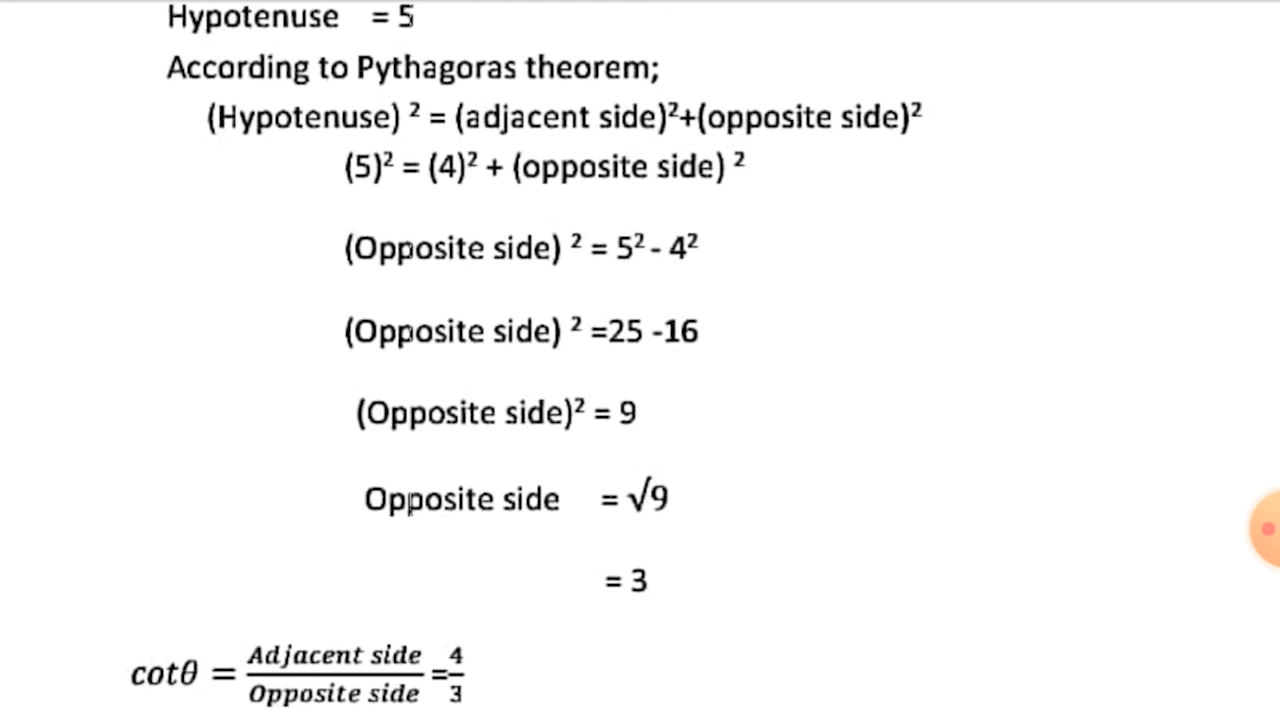 Hypotenuse = 5
According to Pythagoras theorem;
(Hypotenuse) ² = (adjacent side)²+(opposite side)²
(5)² = (4)² + (opposite side) ²
(Opposite side) ² = 5² - 4²
(Opposite side) ² =25 -16
(Opposite side)² = 9
Opposite side = √9
= 3
cotθ = Adjacent side/Opposite side =4/3